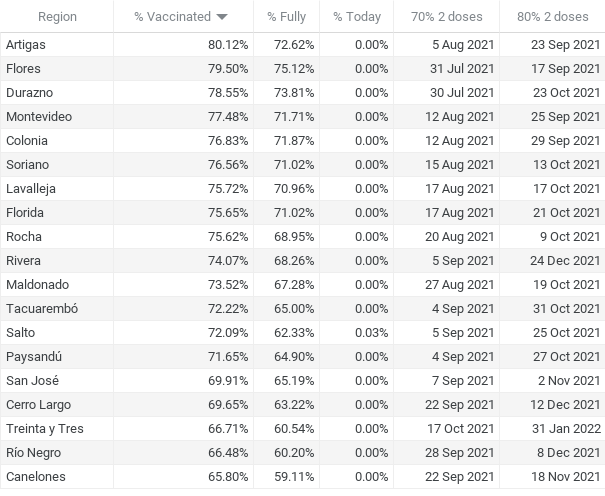 Region % Vaccinated % Fully % Today 70% 2 doses 80% 2 doses
Artigas 80.12% 72.62% 0.00% 5 Aug 2021 23 Sep 2021
Flores 79.50% 75.12% 0.00% 31 Jul 2021 17 Sep 2021
Durazno 78.55% 73.81% 0.00% 30 Jul 2021 23 Oct 2021
Montevideo 77.48% 71.71% 0.00% 12 Aug 2021 25 Sep 2021
Colonia 76.83% 71.87% 0.00% 12 Aug 2021 29 Sep 2021
Soriano 76.56% 71.02% 0.00% 15 Aug 2021 13 Oct 2021
Lavalleja 75.72% 70.96% 0.00% 17 Aug 2021 17 Oct 2021
Florida 75.65% 71.02% 0.00% 17 Aug 2021 21 Oct 2021
Rocha 75.62% 68.95% 0.00% 20 Aug 2021 9 Oct 2021
Rivera 74.07% 68.26% 0.00% 5 Sep 2021 24 Dec 2021
Maldonado 73.52% 67.28% 0.00% 27 Aug 2021 19 Oct 2021
Tacuarembó 72.22% 65.00% 0.00% 4 Sep 2021 31 Oct 2021
Salto 72.09% 62.33% 0.03% 5 Sep 2021 25 Oct 2021
Paysandú 71.65% 64.90% 0.00% 4 Sep 2021 27 Oct 2021
San José 69.91% 65.19% 0.00% 7 Sep 2021 2 Nov 2021
Cerro Largo 69.65% 63.22% 0.00% 22 Sep 2021 12 Dec 2021
Treinta y Tres 66.71% 60.54% 0.00% 17 Oct 2021 31 Jan 2022
Río Negro 66.48% 60.20% 0.00% 28 Sep 2021 8 Dec 2021
Canelones 65.80% 59.11% 0.00% 22 Sep 2021 18 Nov 2021